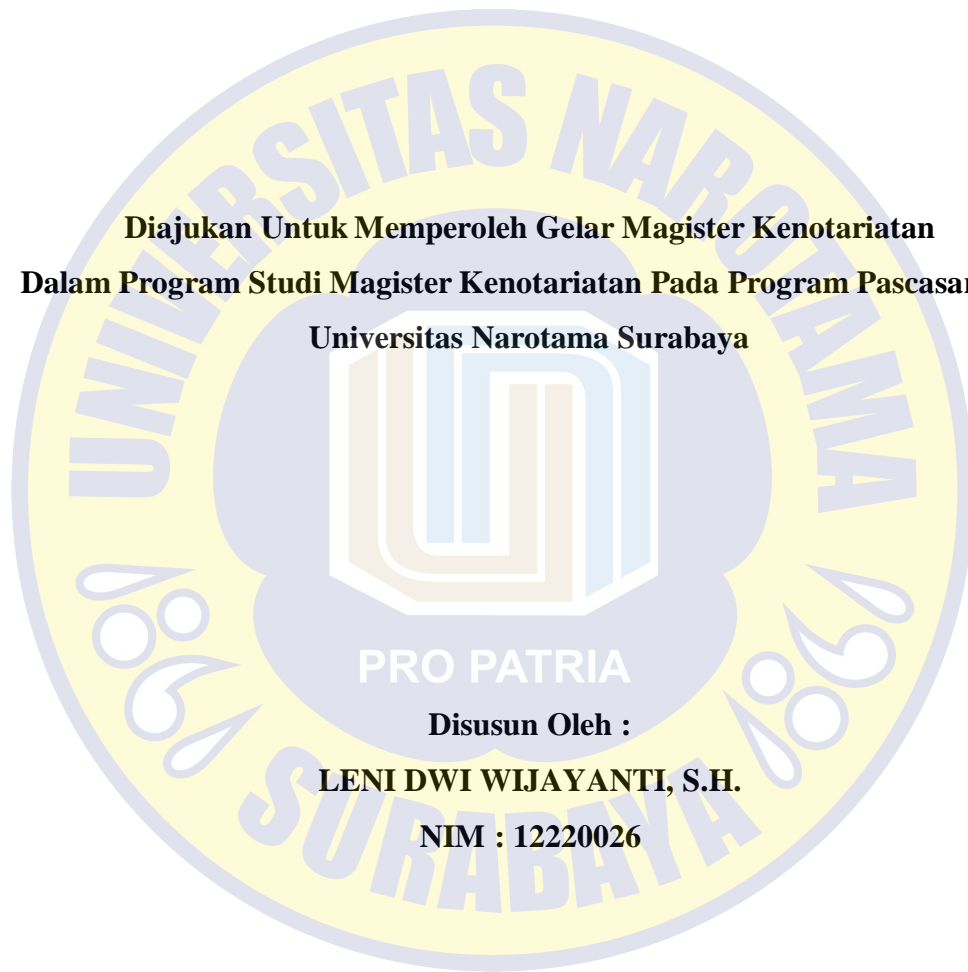 UNIVERSITAS NAROTAMA
Diajukan Untuk Memperoleh Gelar Magister Kenotariatan
Dalam Program Studi Magister Kenotariatan Pada Program
Universitas Narotama Surabaya
PRO PATRIA
Disusun Oleh :
LENI DWI WIJAYANTI, S.H.
NIM : 12220026
SURABAYA